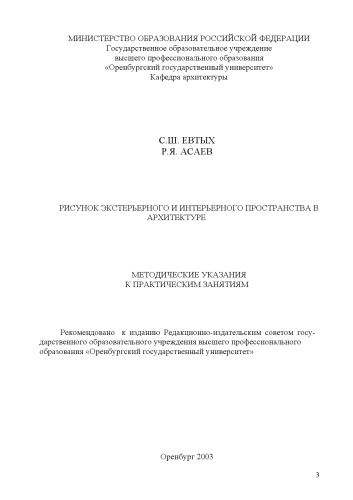 МИНИСТЕРСТВО ОБРАЗОВАНИЯ РОССИЙСКОЙ ФЕДЕРАЦИИ
Государственное образовательное учреждение
высшего профессионального образования
«Оренбургский государственный университет»
Кафедра архитектуры
С.Ш. ЕВТЫХ
Р.Я. АСАЕВ
РИСУНОК ЭКСТЕРЬЕРНОГО И ИНТЕРЬЕРНОГО ПРОСТРАНСТВА В
АРХИТЕКТУРЕ
МЕТОДИЧЕСКИЕ УКАЗАНИЯ
К ПРАКТИЧЕСКИМ ЗАНЯТИЯМ
Рекомендовано к изданию Редакционно-издательским советом госу-
дарственного образовательного учреждения высшего профессионального
образования «Оренбургский государственный университет»
Оренбург 2003
3